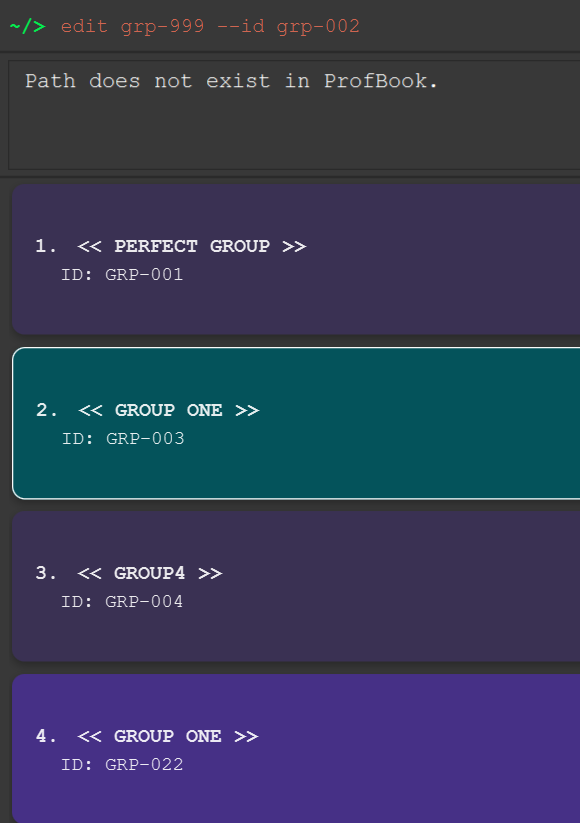 ~/> edit grp-999 --id grp-002
Path does not exist in ProfBook.
1. << PERFECT GROUP >>
ID: GRP-001
2. << GROUP ONE >>
ID: GRP-003
3. << GROUP4 >>
ID: GRP-004
4. << GROUP ONE >>
ID: GRP-022